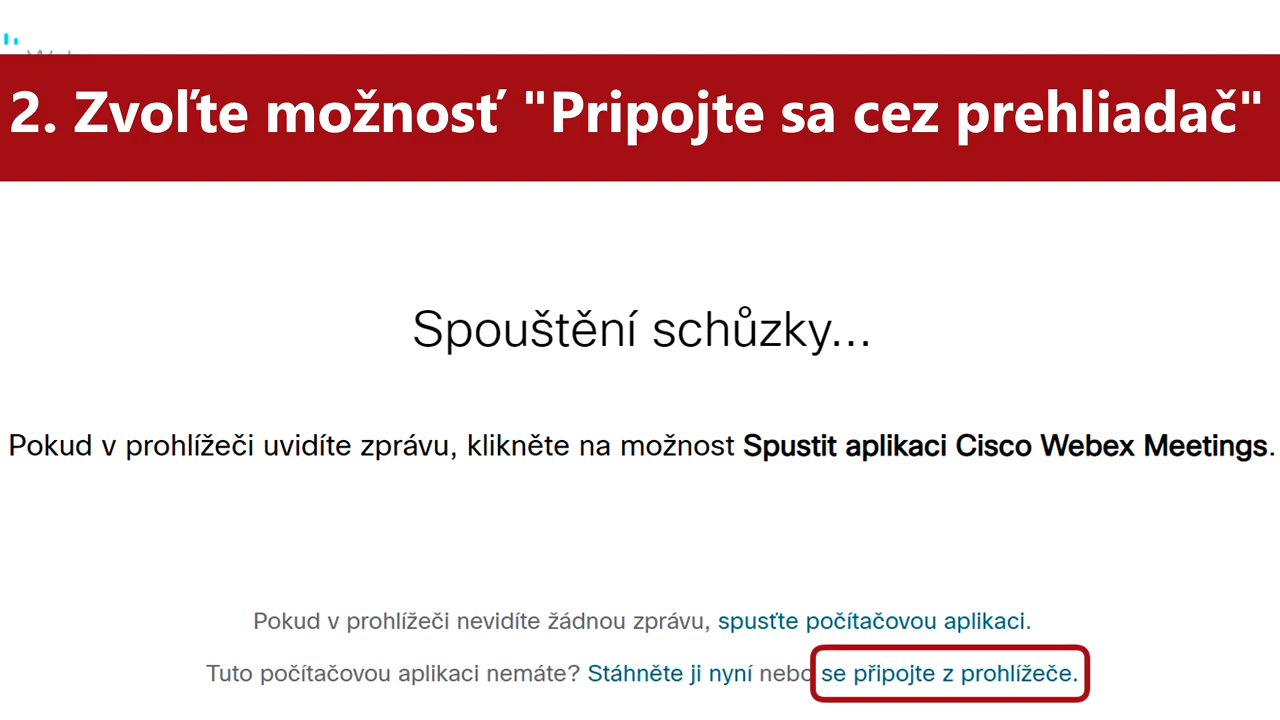 2. Zvoľte možnosť "Pripojte sa cez prehliadač"
Spouštění schůzky...
Pokud v prohlížeči uvidíte zprávu, klikněte na možnost Spustit aplikaci Cisco Webex Meetings.
Pokud v prohlížeči nevidíte žádnou zprávu, spusťte počítačovou aplikaci.
Tuto počítačovou aplikaci nemáte? Stáhněte ji nyní nebo se připojte z prohlížeče.